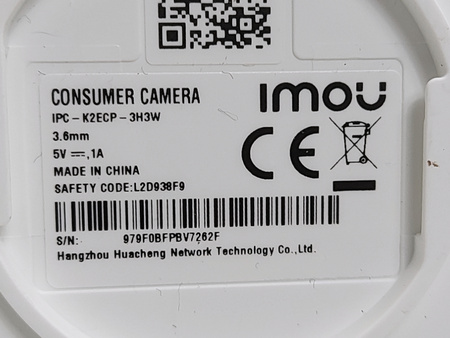 CONSUMER CAMERA
imou
IPC-K2ECP-3H3W
3.6mm
5V⎓,1A
CE
MADE IN CHINA
SAFETY CODE:L2D938F9
S/N: 979F0BFPBV7262F
Hangzhou Huacheng Network Technology Co.,Ltd.